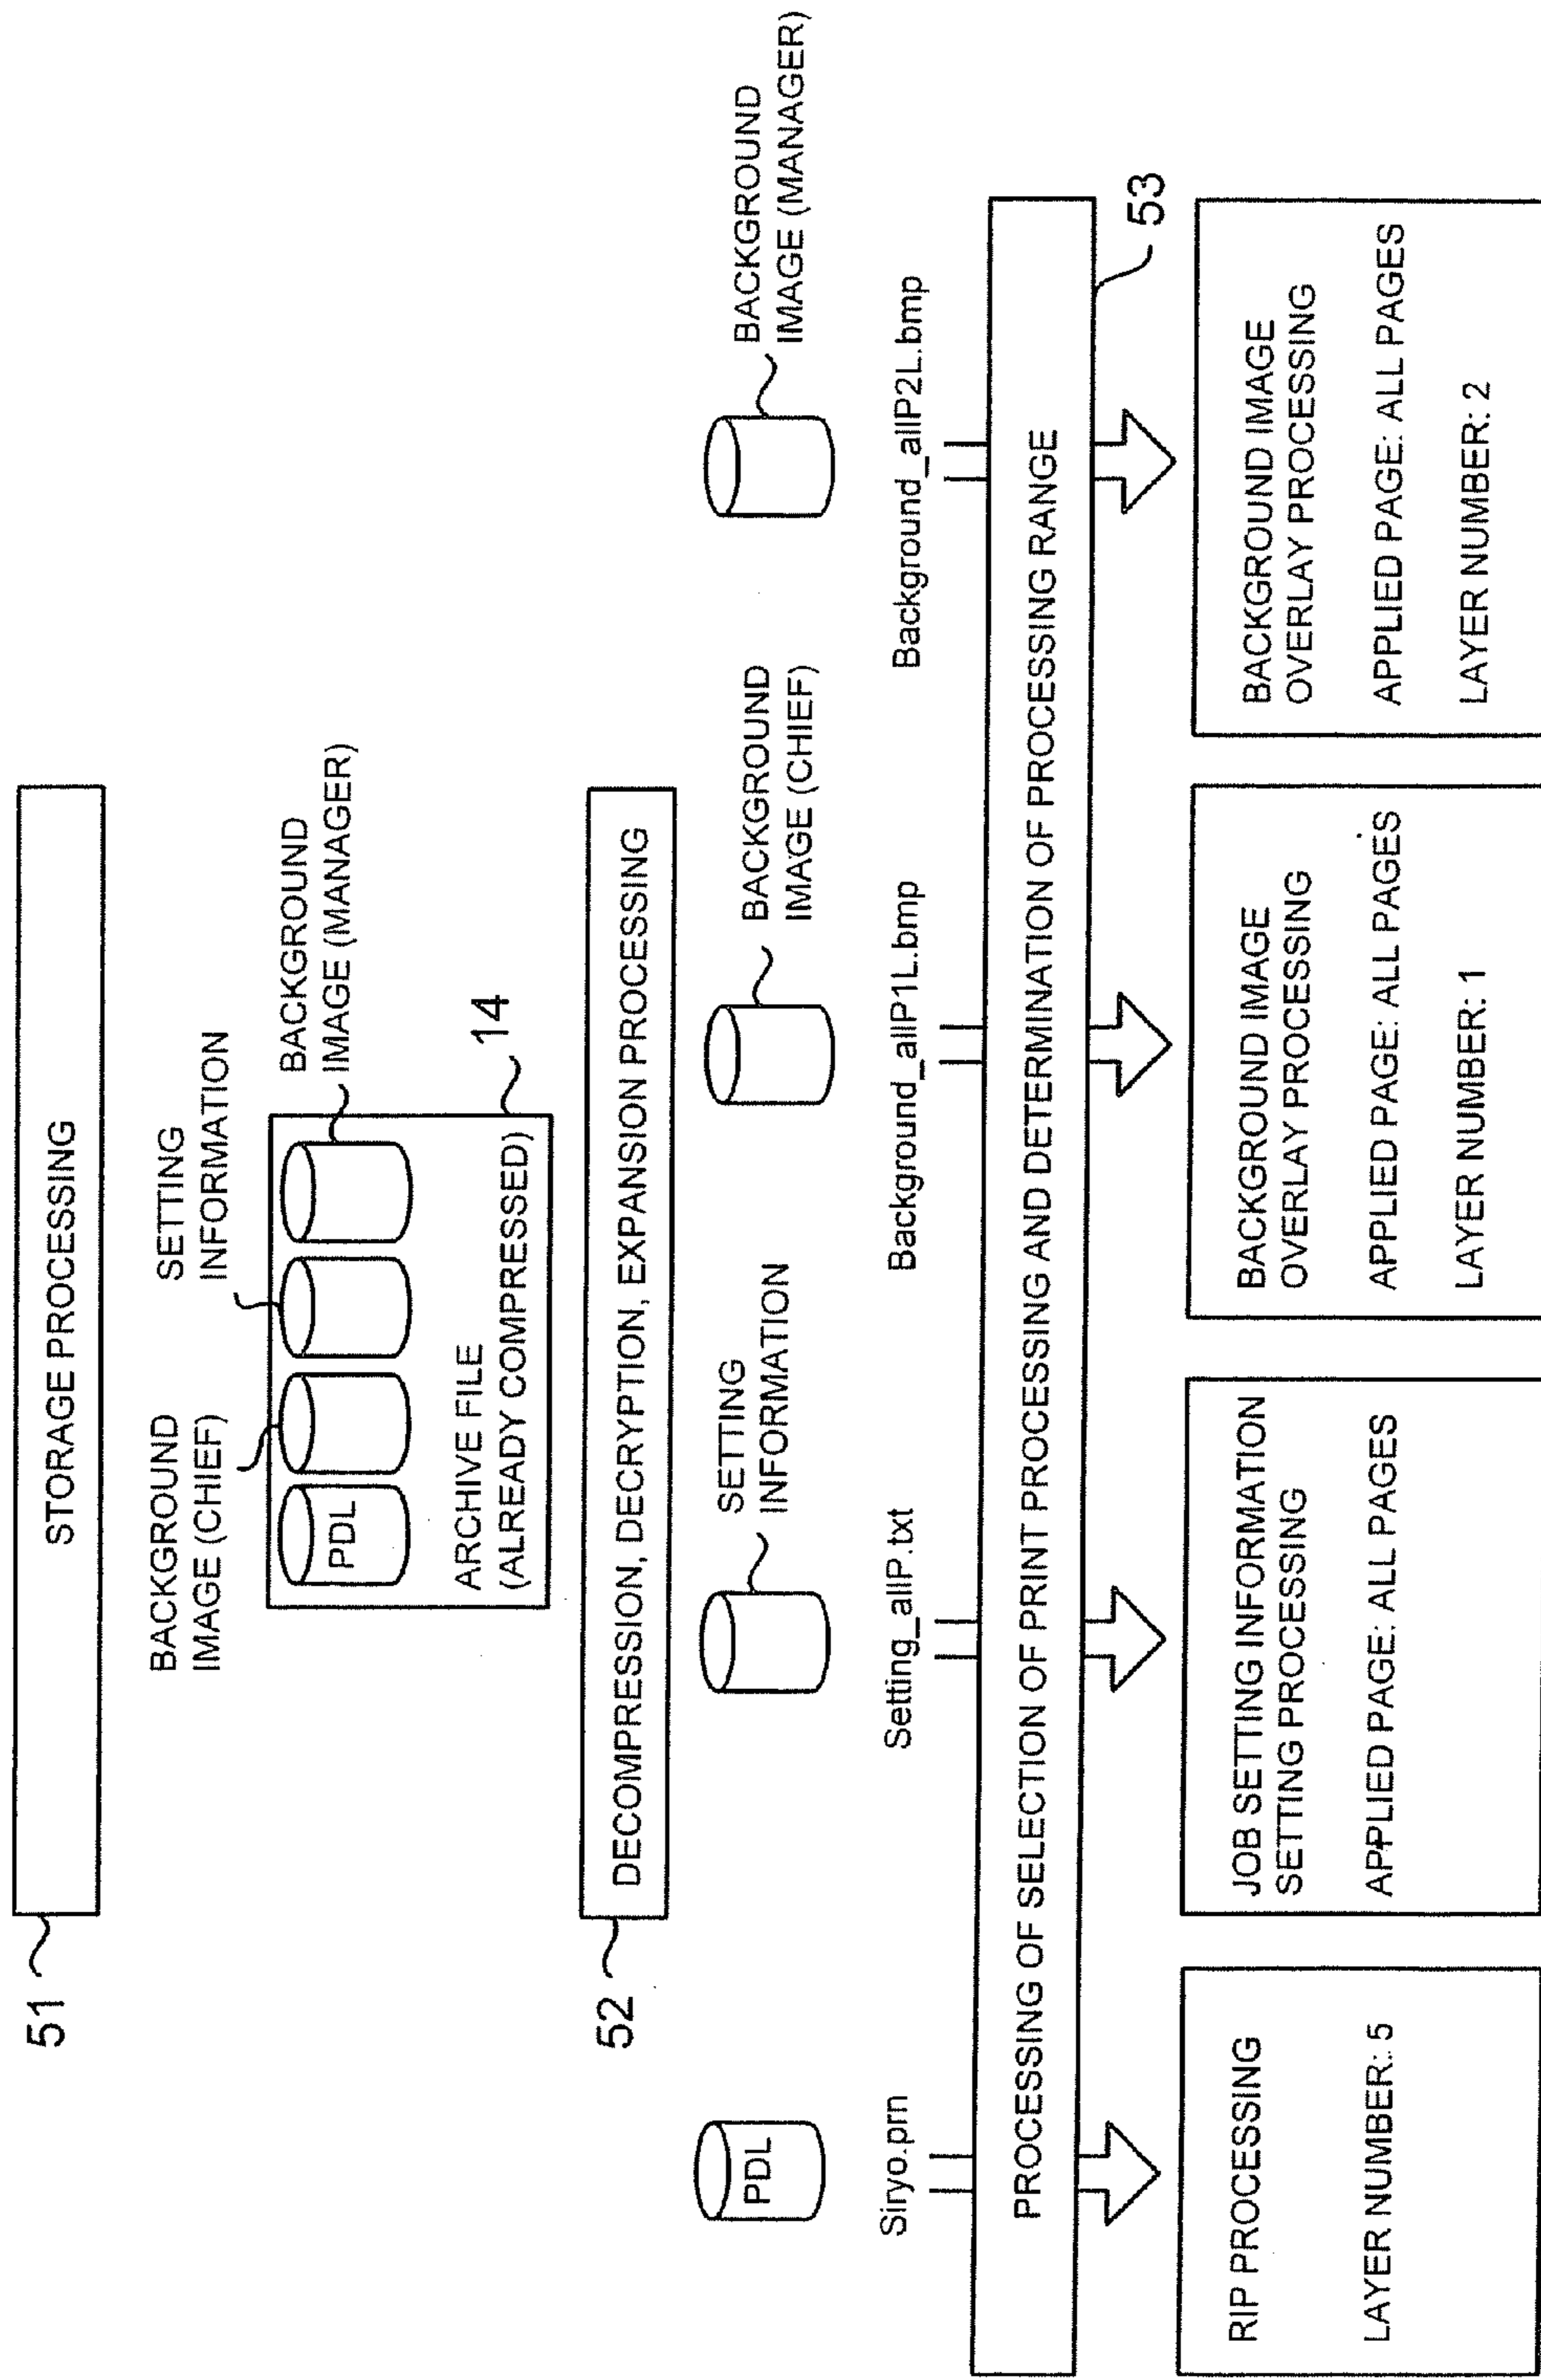 51
STORAGE PROCESSING
BACKGROUND
IMAGE (CHIEF)
SETTING
INFORMATION
BACKGROUND
IMAGE (MANAGER)
PDL
ARCHIVE FILE
(ALREADY COMPRESSED)
14
52
DECOMPRESSION, DECRYPTION, EXPANSION PROCESSING
PDL
SETTING
INFORMATION
BACKGROUND
IMAGE (CHIEF)
BACKGROUND
IMAGE (MANAGER)
Siryo.prn
Setting_allP.txt
Background_allP1L.bmp
Background_allP2L.bmp
PROCESSING OF SELECTION OF PRINT PROCESSING AND DETERMINATION OF PROCESSING RANGE
53
RIP PROCESSING
LAYER NUMBER: 5
JOB SETTING INFORMATION
SETTING PROCESSING
APPLIED PAGE: ALL PAGES
BACKGROUND IMAGE
OVERLAY PROCESSING
APPLIED PAGE: ALL PAGES
LAYER NUMBER: 1
BACKGROUND IMAGE
OVERLAY PROCESSING
APPLIED PAGE: ALL PAGES
LAYER NUMBER: 2